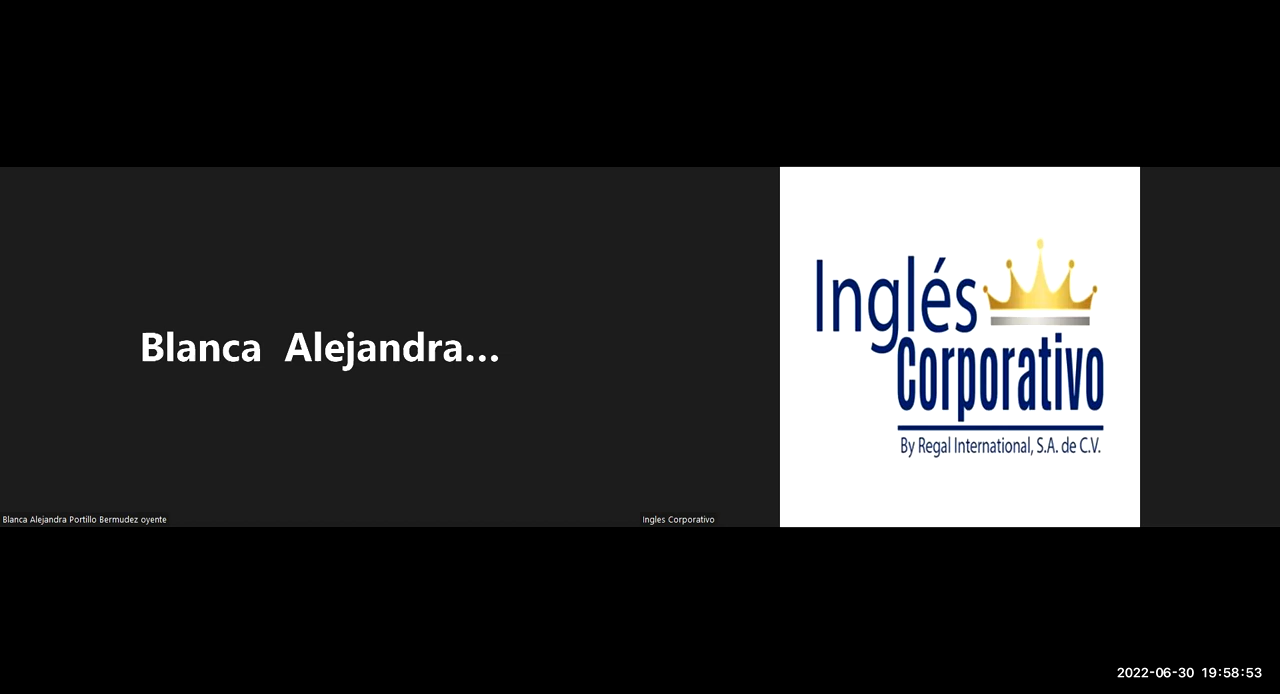 Blanca Alejandra...
Blanca Alejandra Portillo Bermudez oyente
Inglés
Corporativo
By Regal International, S.A. de C.V.
Ingles Corporativo
2022-06-30 19:58:53